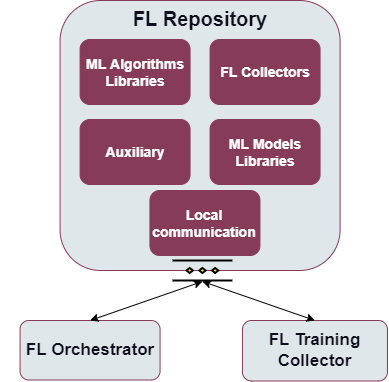 FL Repository
ML Algorithms
Libraries
FL Collectors
Auxiliary
ML Models
Libraries
Local
communication
FL Orchestrator
FL Training
Collector